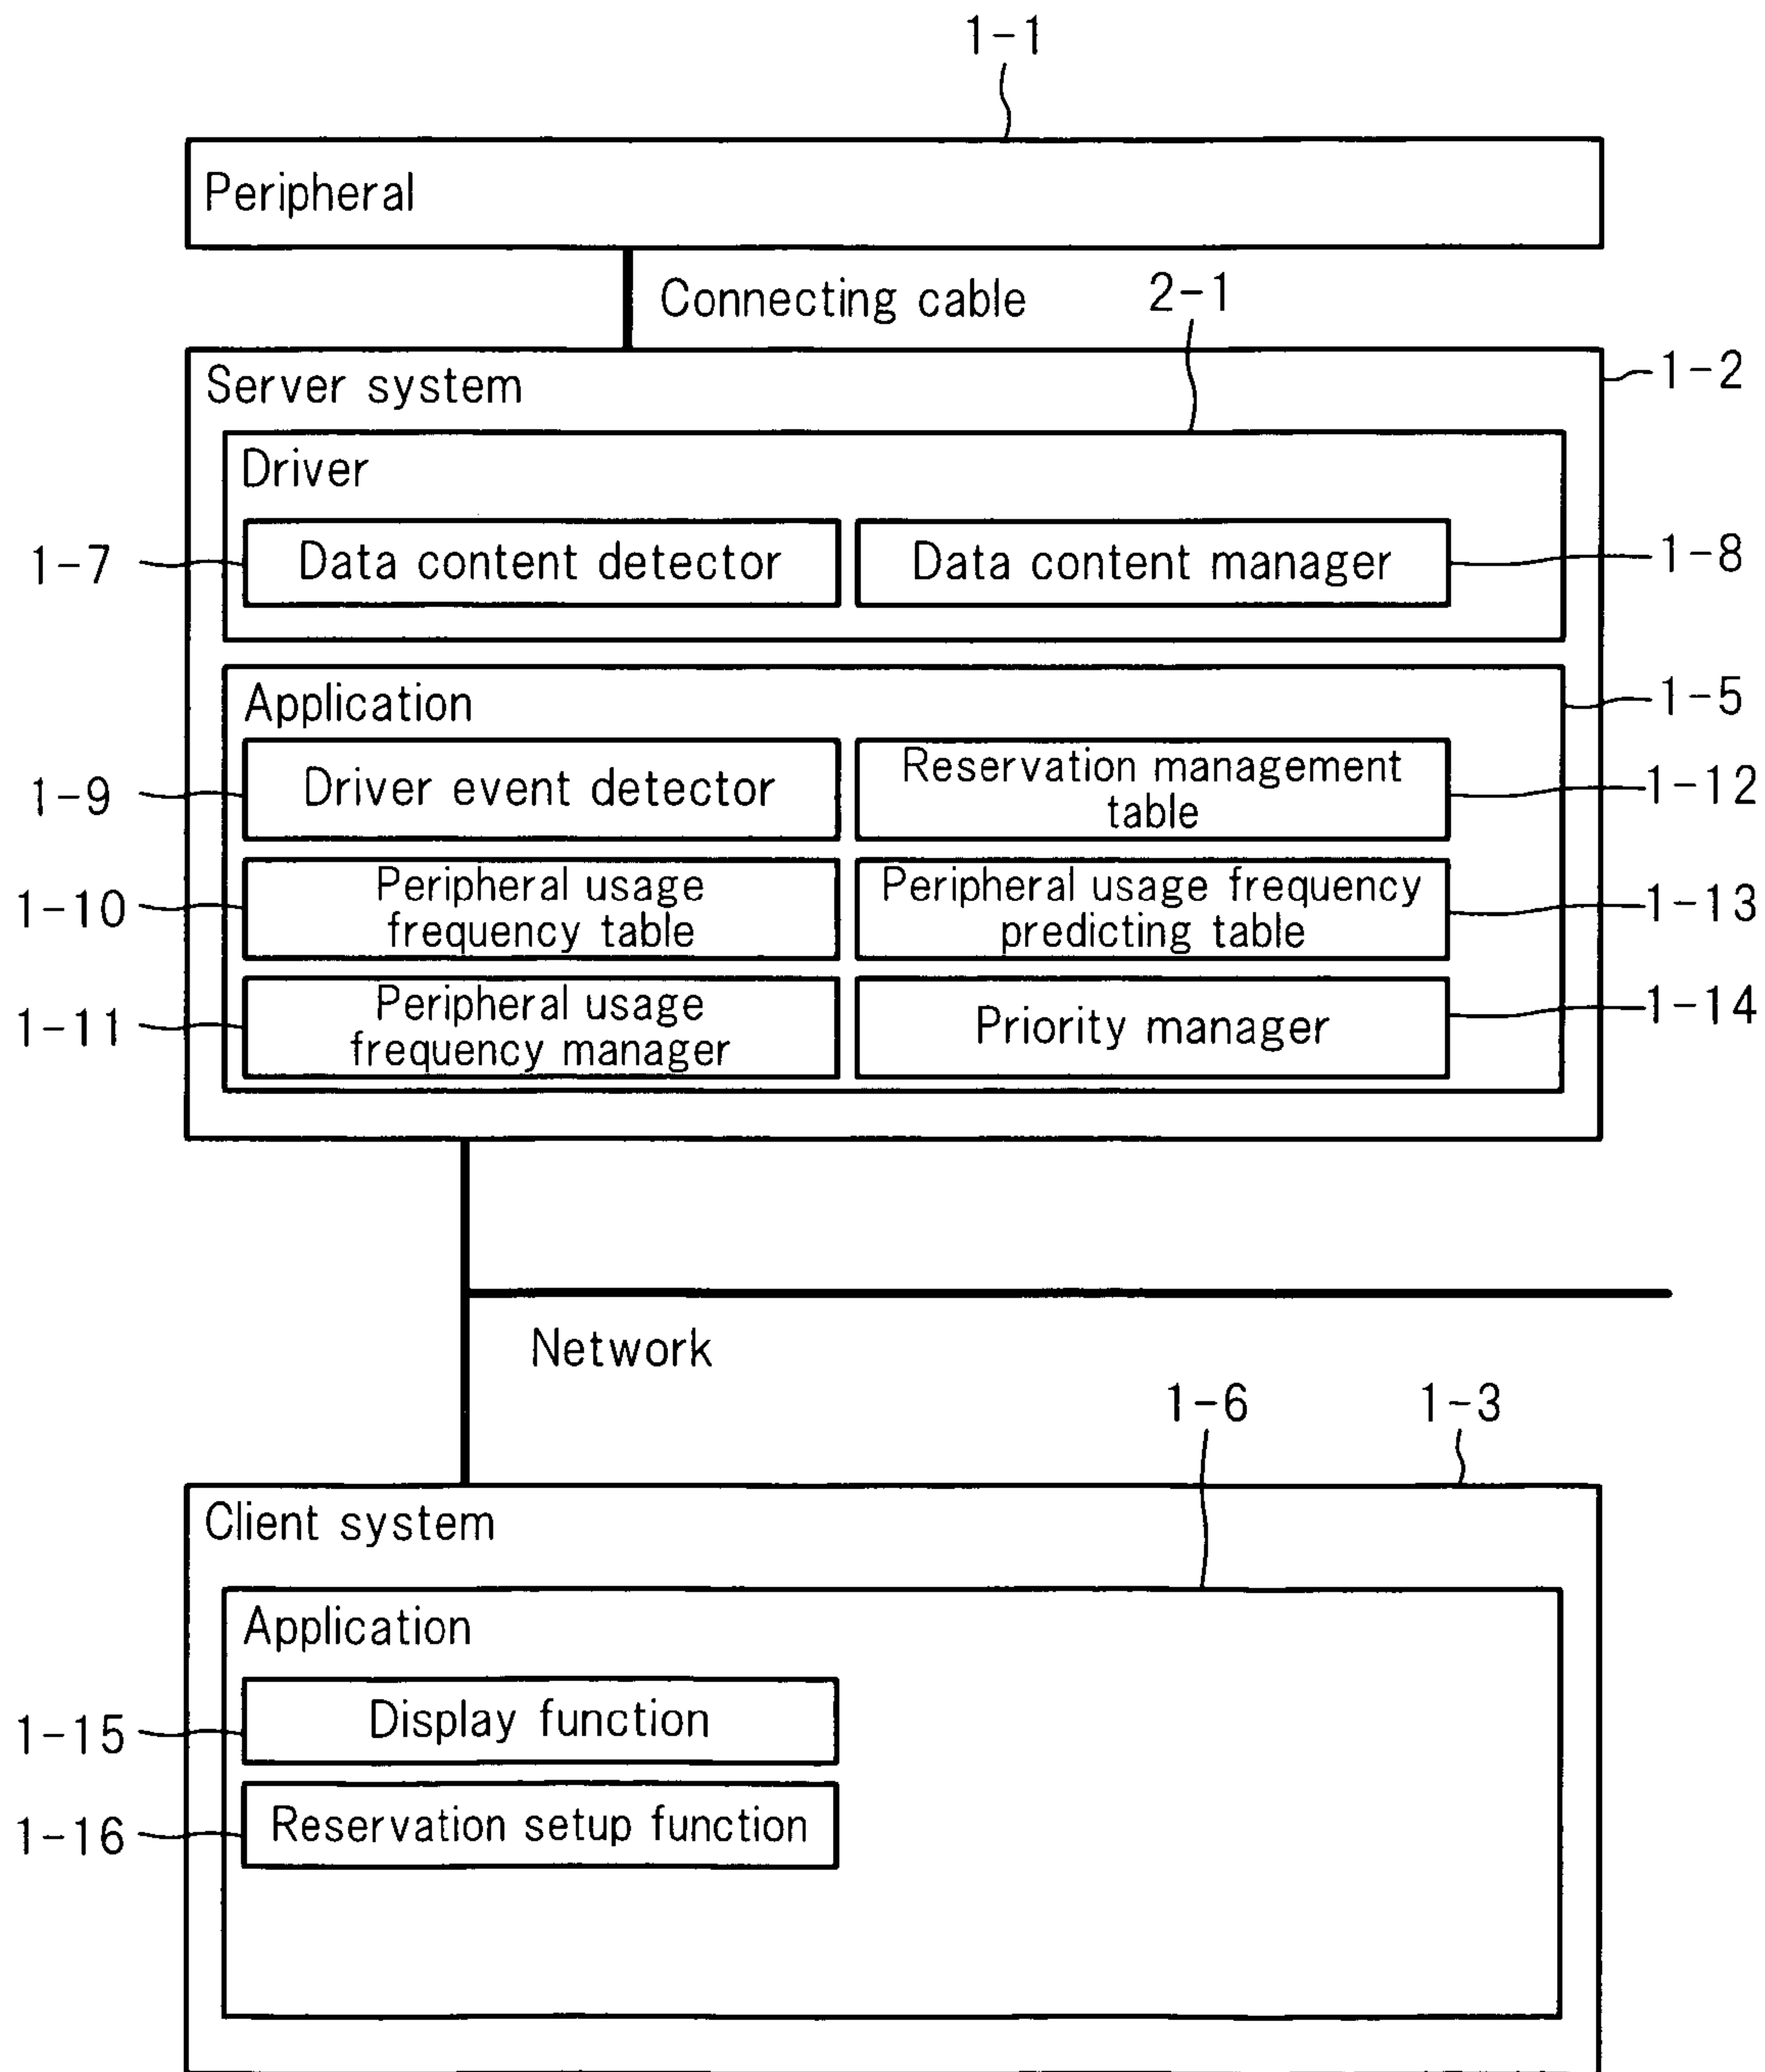 1-1
Peripheral
Connecting cable
2-1
Server system
1-2
Driver
1-7
Data content detector
Data content manager
1-8
Application
1-5
1-9
Driver event detector
Reservation management
table
1-12
1-10
Peripheral usage
frequency table
Peripheral usage frequency
predicting table
1-13
1-11
Peripheral usage
frequency manager
Priority manager
1-14
Network
1-6
1-3
Client system
Application
1-15
Display function
1-16
Reservation setup function